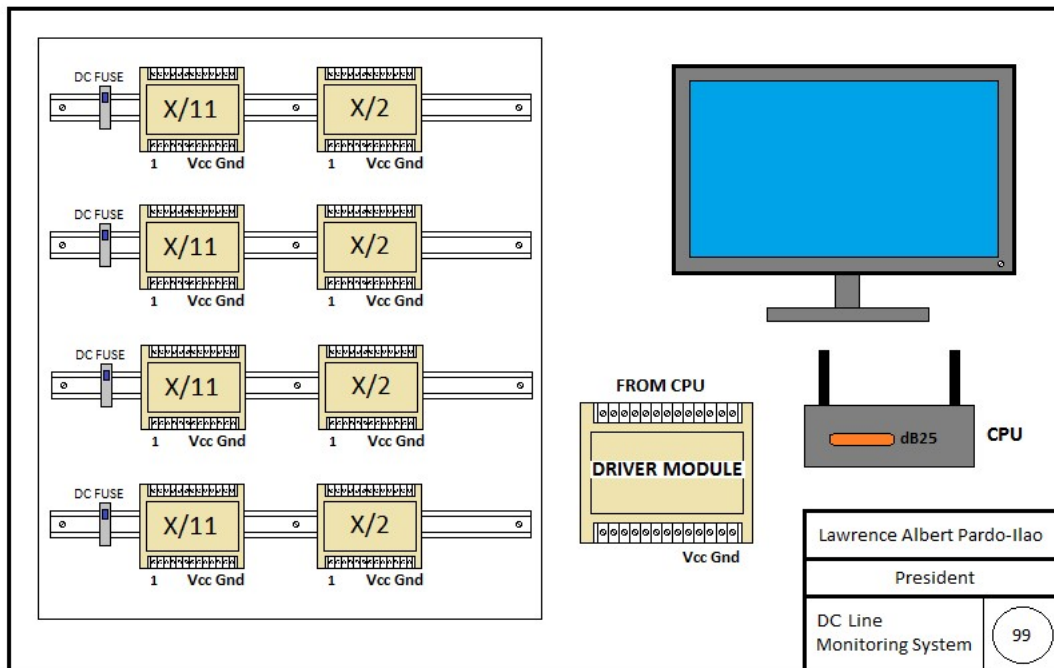 DC FUSE
X/11
X/2
1 Vcc Gnd
1 Vcc Gnd
DC FUSE
X/11
X/2
1 Vcc Gnd
1 Vcc Gnd
DC FUSE
X/11
X/2
1 Vcc Gnd
1 Vcc Gnd
DC FUSE
X/11
X/2
1 Vcc Gnd
1 Vcc Gnd
FROM CPU
DRIVER MODULE
Vcc Gnd
dB25
CPU
Lawrence Albert Pardo-Ilao
President
DC Line
Monitoring System
99